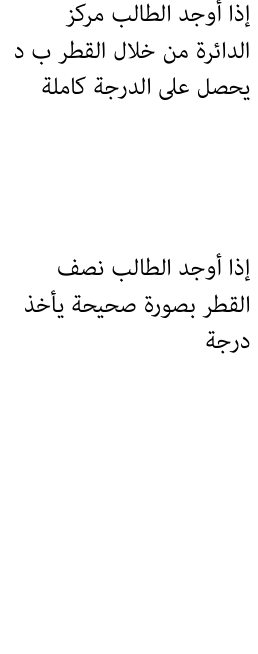 إذا أوجد الطالب مركز
الدائرة من خلال القطر ب د
يحصل على الدرجة كاملة
إذا أوجد الطالب نصف
القطر بصورة صحيحة يأخذ
درجة